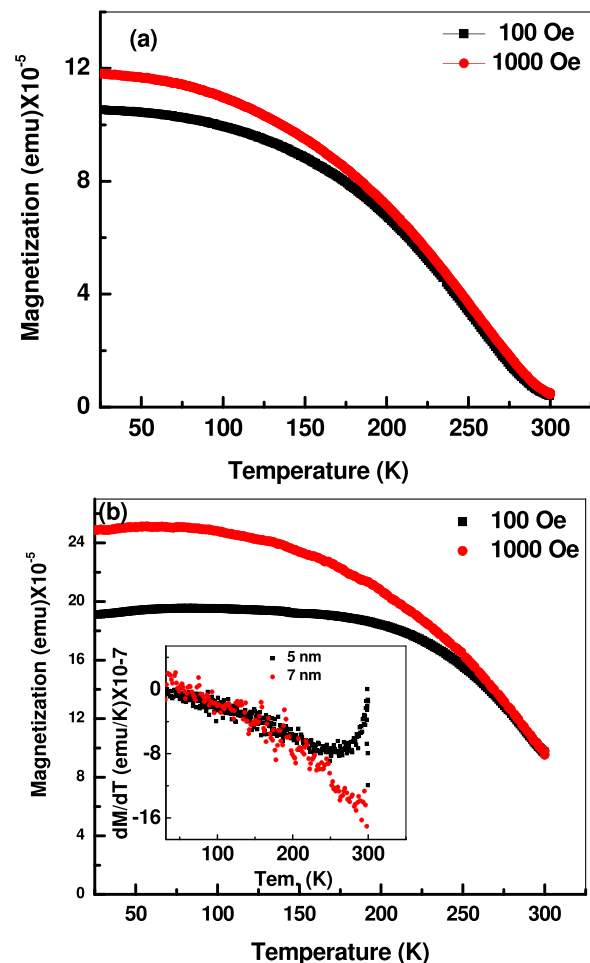 (a)
100 Oe
1000 Oe
12
8
4
0
Magnetization (emu)X10-5
50 100 150 200 250 300
Temperature (K)
(b)
100 Oe
1000 Oe
24
20
16
12
8
4
0
Magnetization (emu)X10-5
5 nm
7 nm
0
-8
-16
dM/dT (emu/K)X10-7
100 200 300
Tem. (K)
50 100 150 200 250 300
Temperature (K)